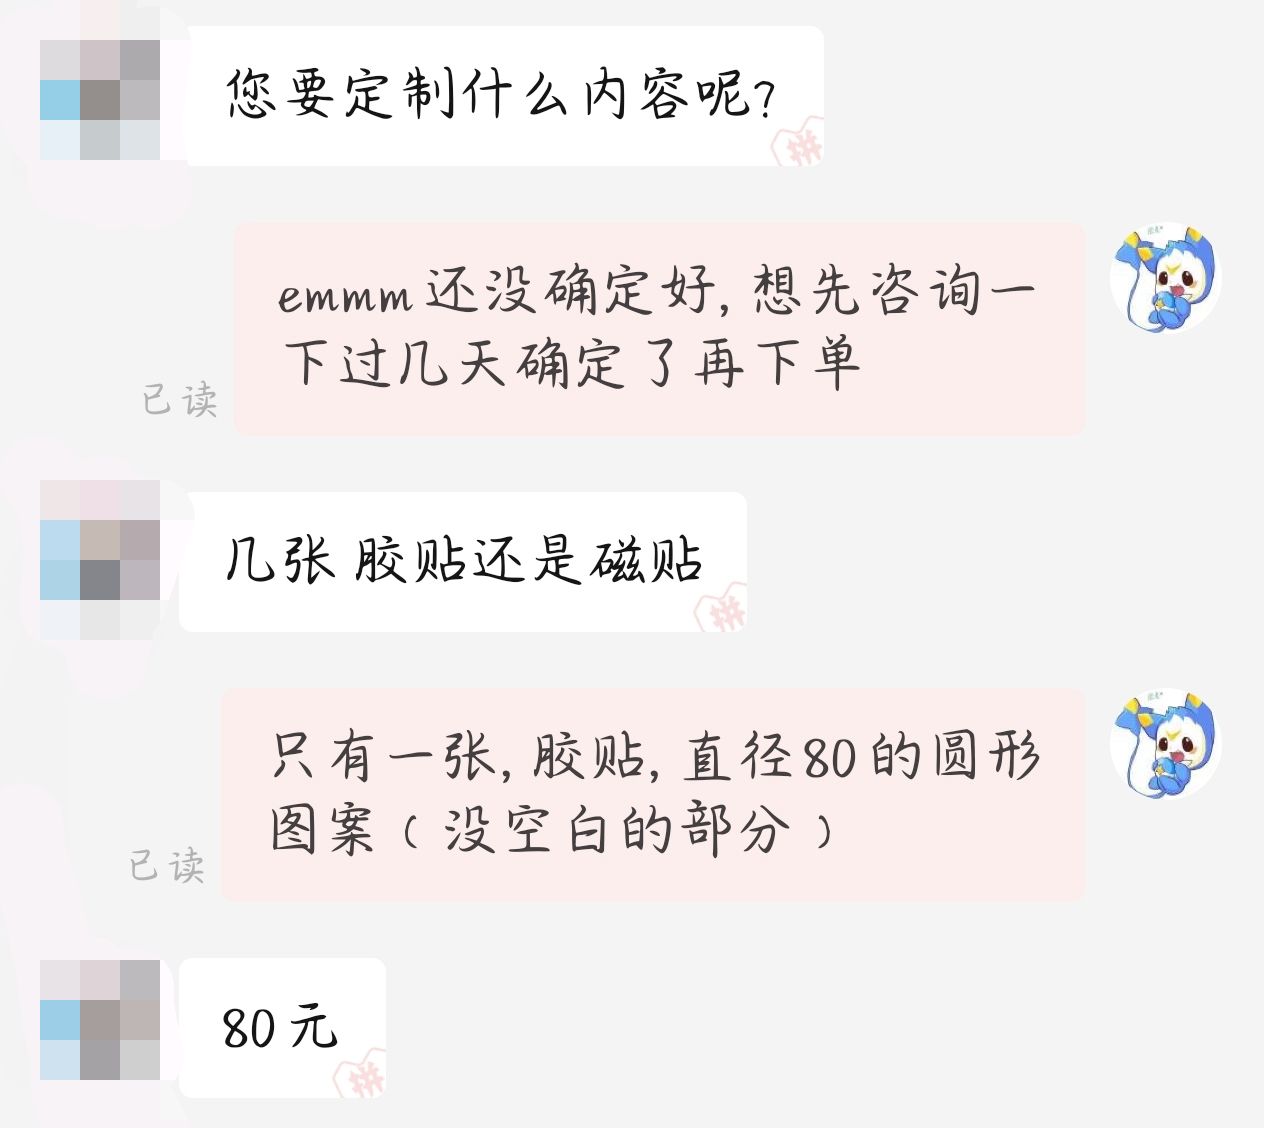 您要定制什么内容呢?
emmm还没确定好,想先咨询一
下过几天确定了再下单
已读
几张 胶贴还是磁贴
只有一张,胶贴,直径80的圆形
图案（没空白的部分）
已读
80元